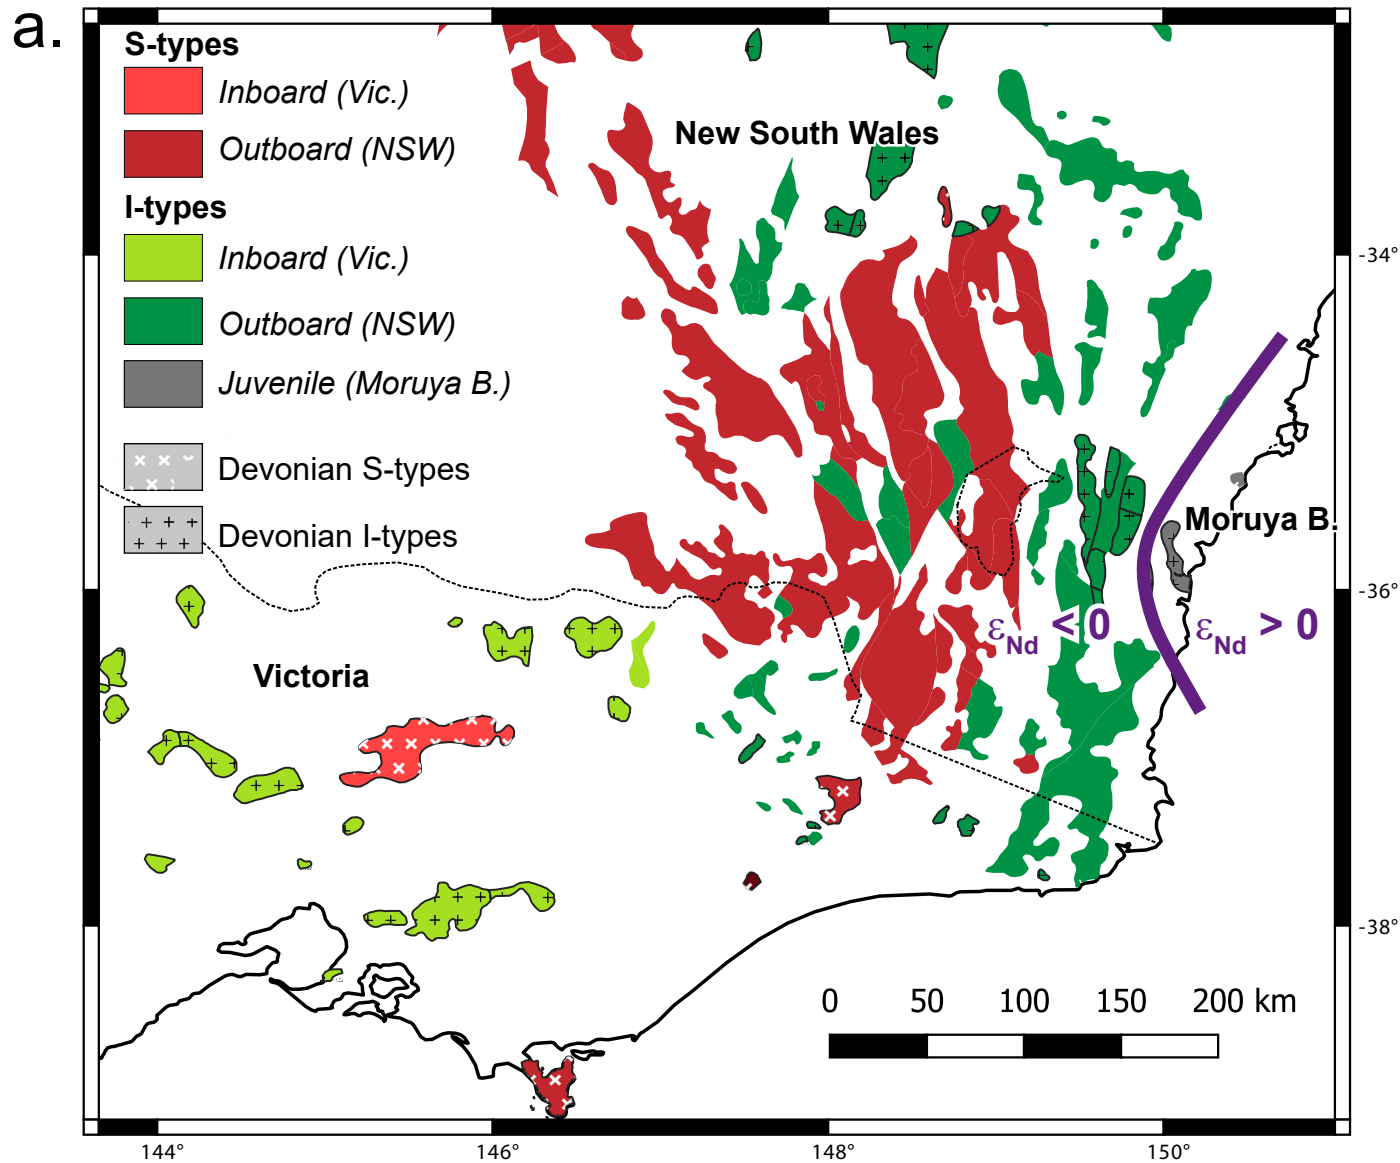 a.
S-types
Inboard (Vic.)
Outboard (NSW)
I-types
Inboard (Vic.)
Outboard (NSW)
Juvenile (Moruya B.)
Devonian S-types
Devonian I-types
New South Wales
Victoria
Moruya B.
εNd < 0
εNd > 0
-34°
-36°
-38°
0 50 100 150 200 km
144° 146° 148° 150°